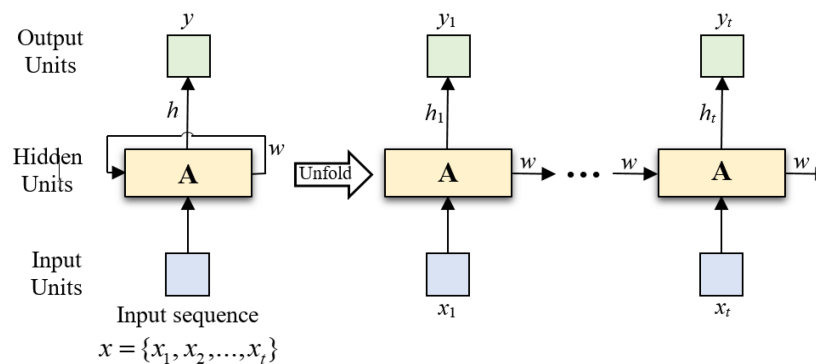 y
y₁
yₜ
Output
Units
h
h₁
hₜ
Hidden
Units
A
w
Unfold
A
w
...
w
A
w
Input
Units
x₁
xₜ
Input sequence
x = {x₁, x₂,..., xₜ}